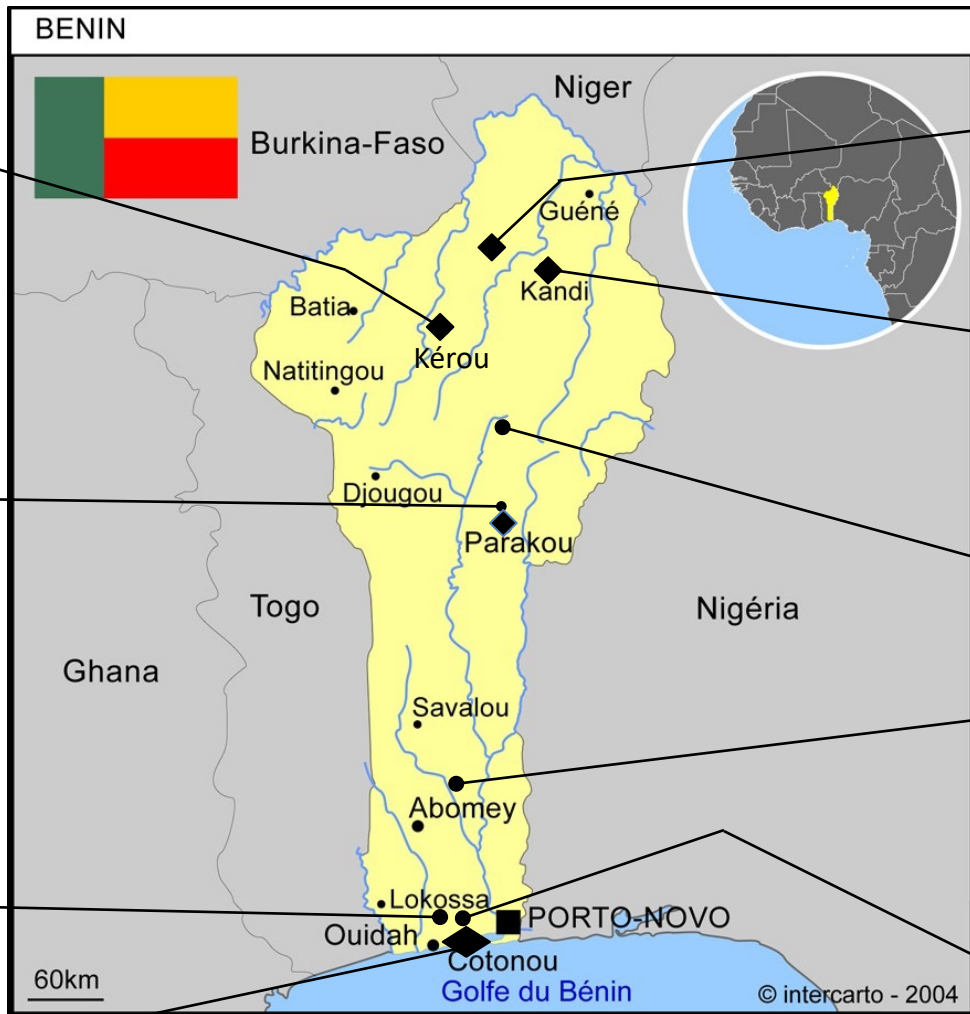 BENIN
Niger
Burkina-Faso
Guéné
Kandi
Batia
Kérou
Natitingou
Djougou
Parakou
Togo
Nigéria
Ghana
Savalou
Abomey
Lokossa
PORTO-NOVO
Ouidah
Cotonou
60km
Golfe du Bénin
© intercarto - 2004